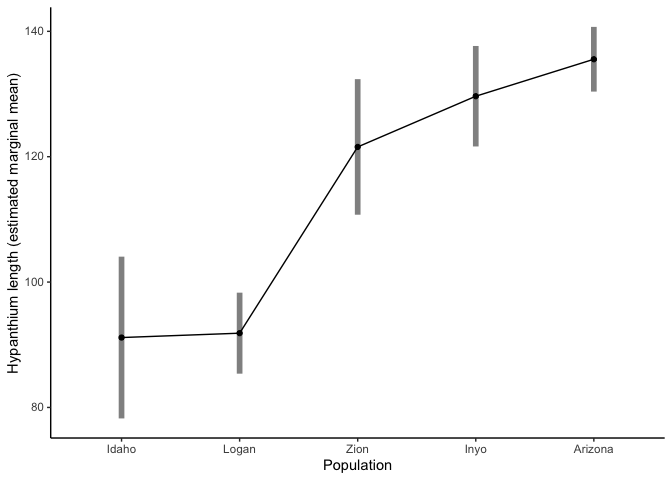 Hypanthium length (estimated marginal mean)
140
120
100
80
Idaho Logan Zion Inyo Arizona
Population